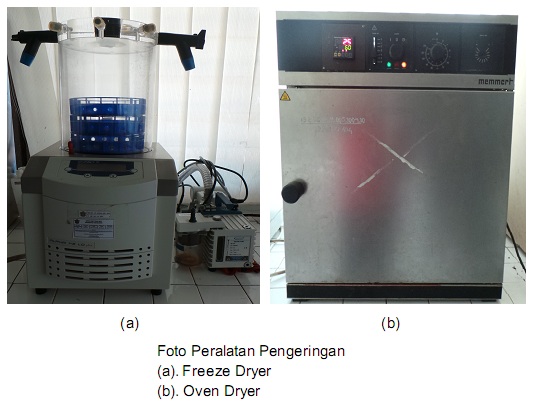 memmert
(a)
(b)
Foto Peralatan Pengeringan
(a). Freeze Dryer
(b). Oven Dryer